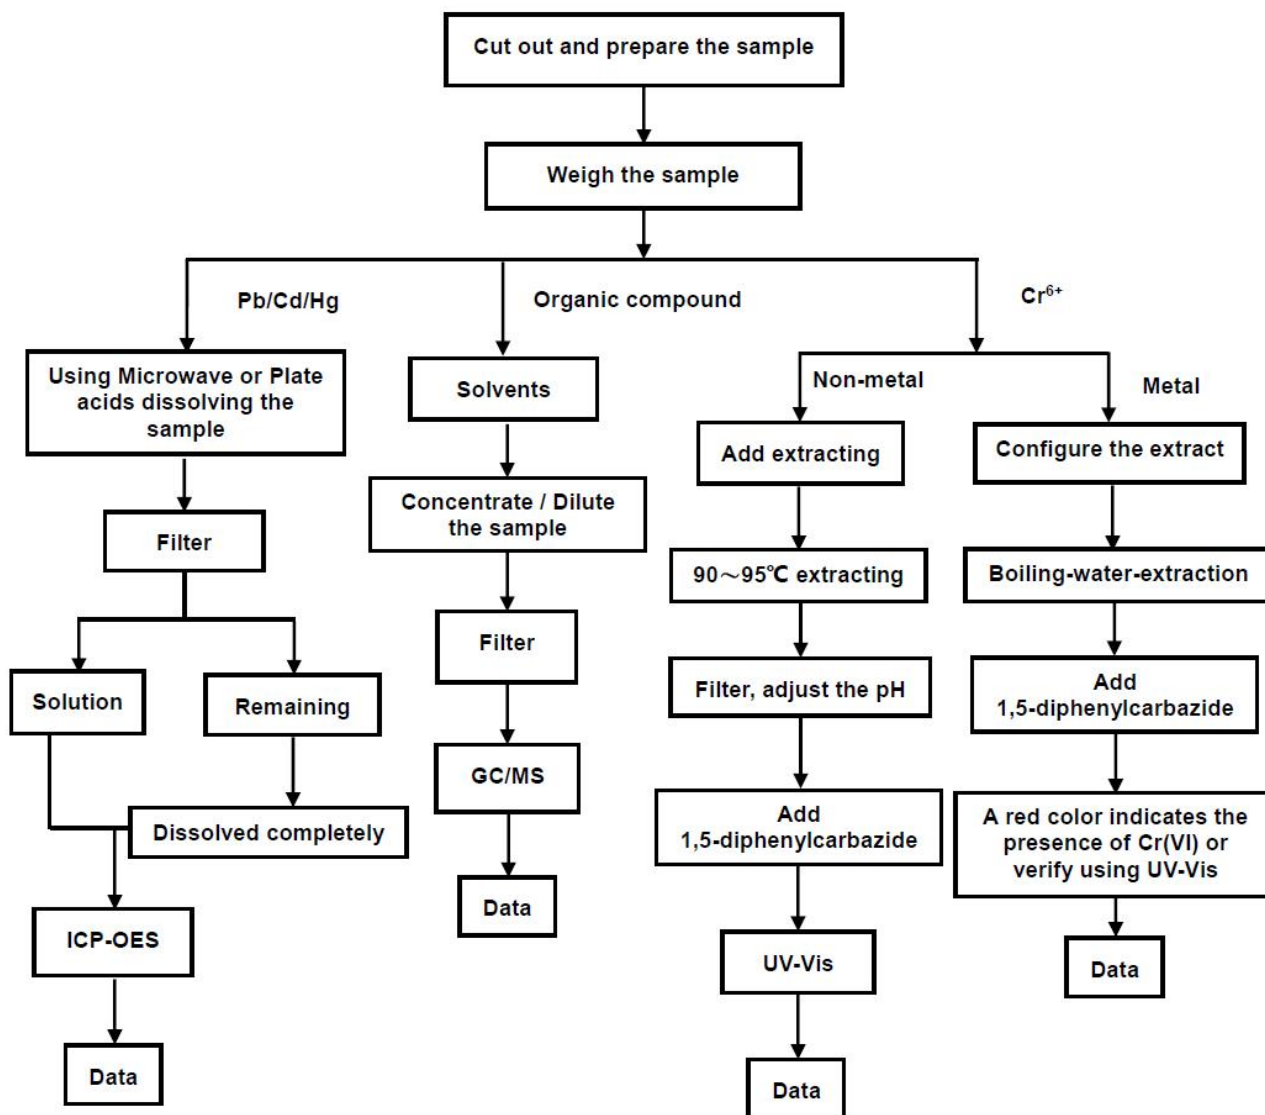 Cut out and prepare the sample
Weigh the sample
Pb/Cd/Hg
Organic compound
Cr⁶⁺
Using Microwave or Plate
acids dissolving the
sample
Filter
Solution
Remaining
Dissolved completely
ICP-OES
Data
Solvents
Concentrate / Dilute
the sample
Filter
GC/MS
Data
Non-metal
Add extracting
90～95℃ extracting
Filter, adjust the pH
Add
1,5-diphenylcarbazide
UV-Vis
Data
Metal
Configure the extract
Boiling-water-extraction
Add
1,5-diphenylcarbazide
A red color indicates the
presence of Cr(VI) or
verify using UV-Vis
Data